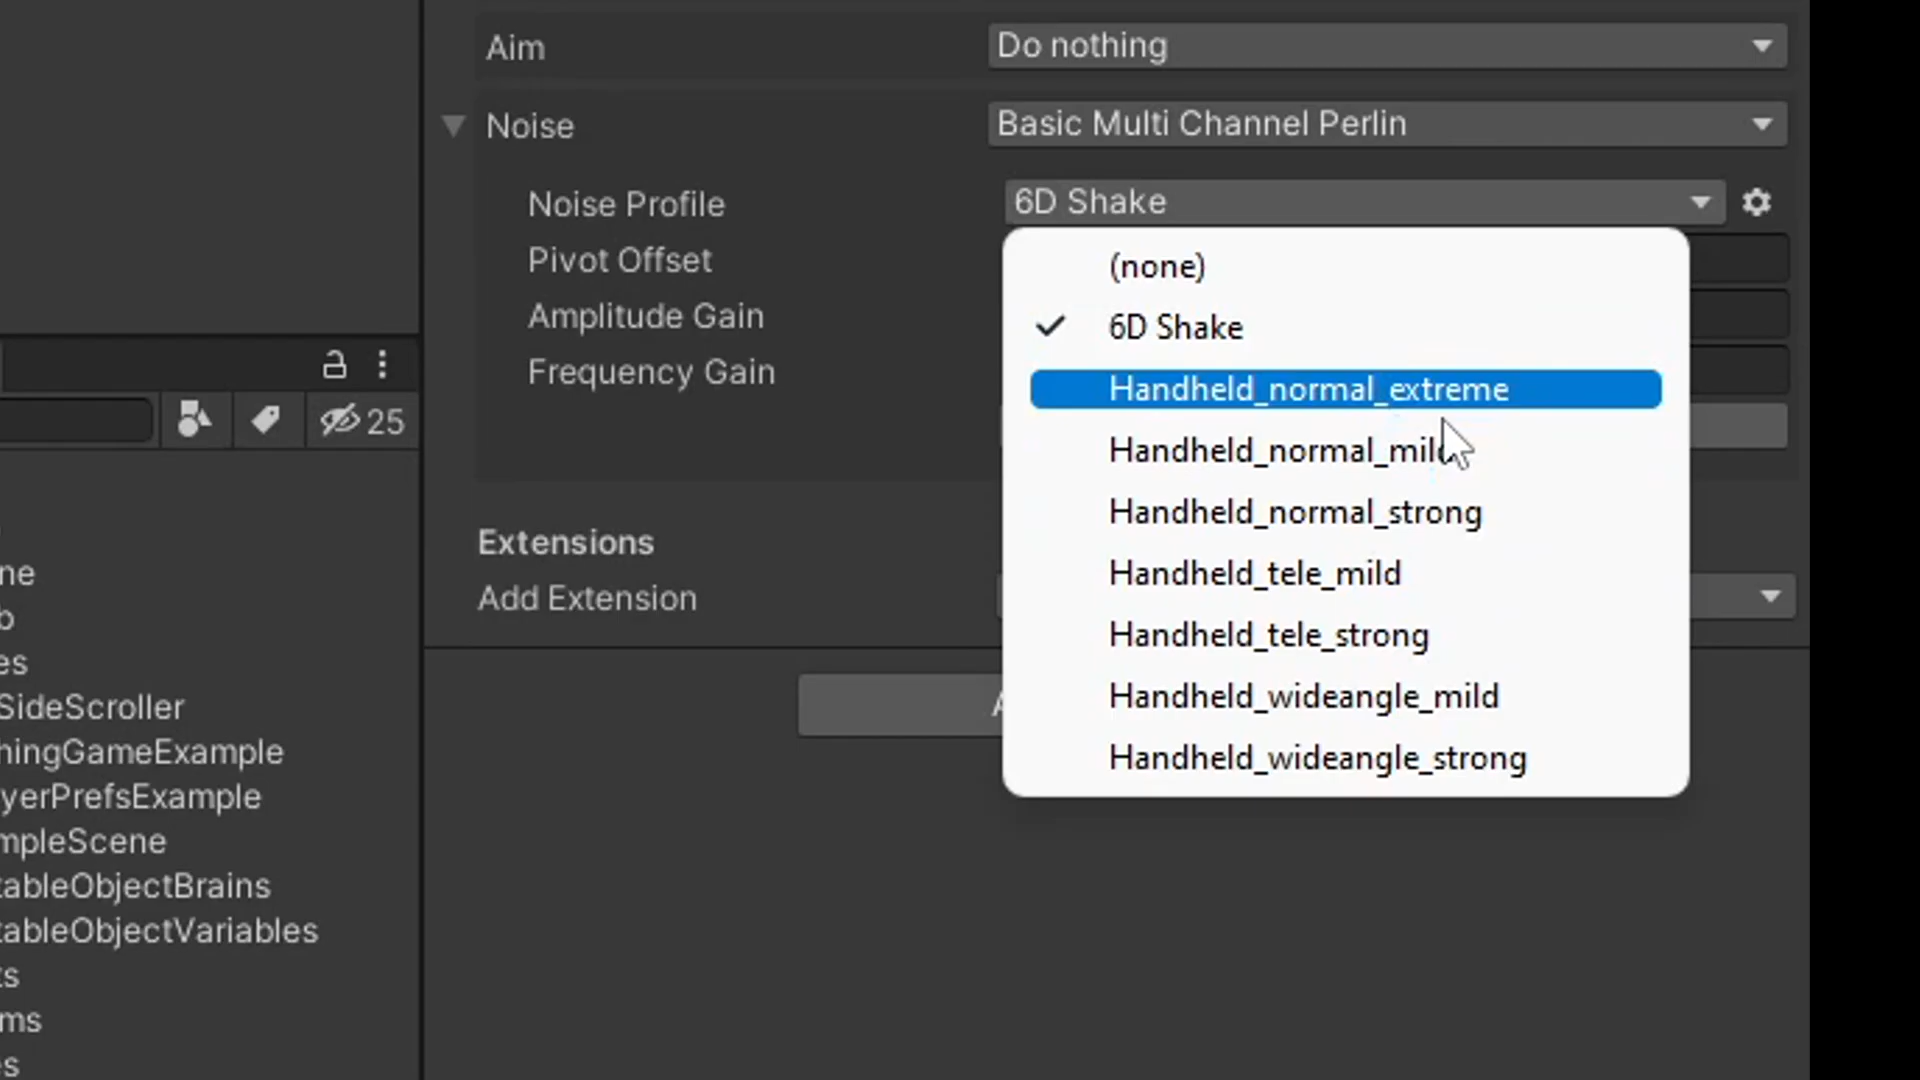 Aim
Do nothing
Noise
Basic Multi Channel Perlin
Noise Profile
6D Shake
Pivot Offset
Amplitude Gain
Frequency Gain
(none)
6D Shake
Handheld_normal_extreme
Handheld_normal_mild
Handheld_normal_strong
Handheld_tele_mild
Handheld_tele_strong
Handheld_wideangle_mild
Handheld_wideangle_strong
Extensions
Add Extension
25
ne
es
SideScroller
hingGameExample
yerPrefsExample
mpleScene
tableObjectBrains
tableObjectVariables
ts
ms
es